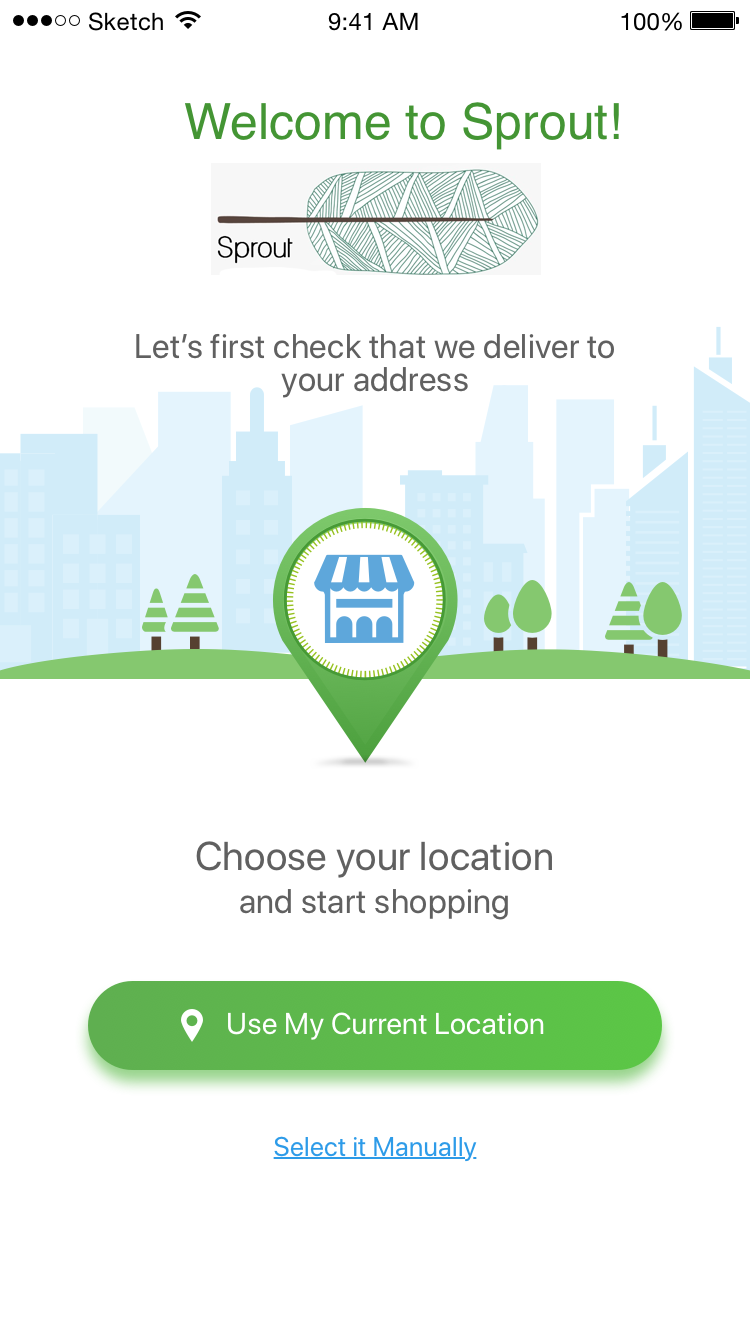 Sketch 9:41 AM 100%
Welcome to Sprout!
Sprout
Let’s first check that we deliver to
your address
Choose your location
and start shopping
Use My Current Location
Select it Manually